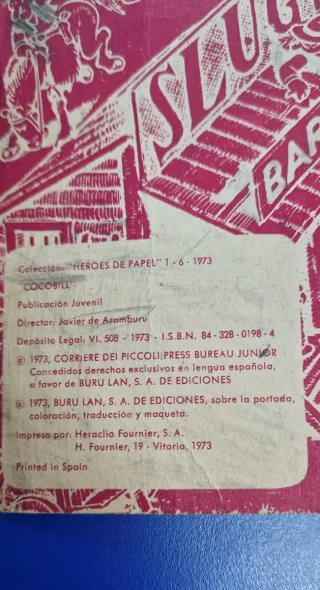 SLU
BAR
Colección: "HEROES DE PAPEL" 1 - 6 - 1973
COCOBILL
Publicación Juvenil
Director: Javier de Aramburu
Depósito Legal: VI. 508 - 1973 - I.S.B.N. 84-328-0198-4
© 1973, CORRIERE DEI PICCOLI PRESS BUREAU JUNIOR
Concedidos derechos exclusivos en lengua española,
a favor de BURU LAN, S. A. DE EDICIONES
© 1973, BURU LAN, S. A. DE EDICIONES, sobre la portada,
coloración, traducción y maqueta.
Impreso por: Heraclio Fournier, S. A.
H. Fournier, 19 - Vitoria, 1973
Printed in Spain